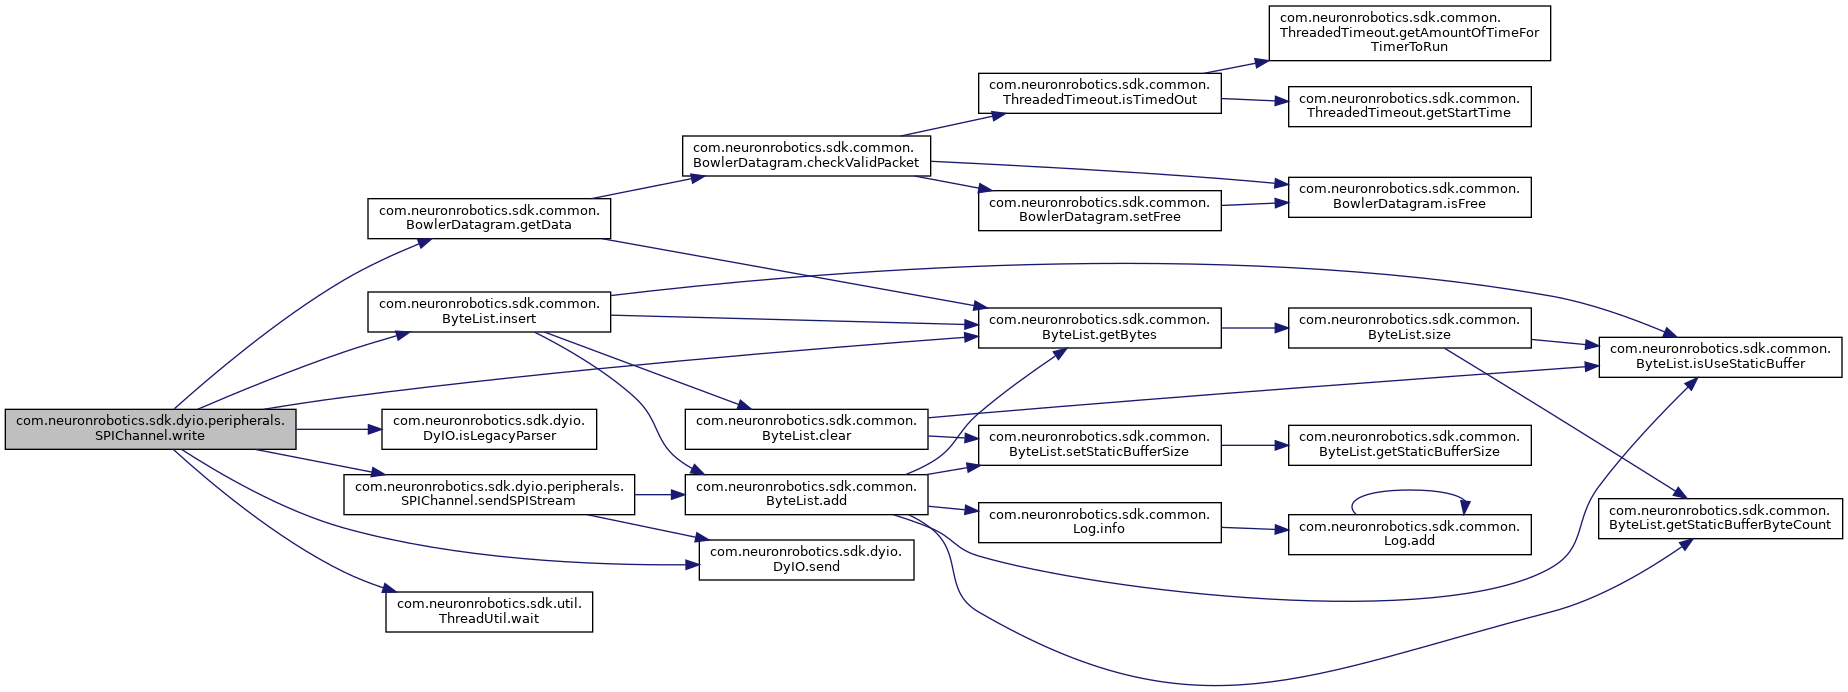 com.neuronrobotics.sdk.dyio.peripherals.
SPIChannel.write
com.neuronrobotics.sdk.common.
BowlerDatagram.getData
com.neuronrobotics.sdk.common.
ByteList.insert
com.neuronrobotics.sdk.dyio.
DyIO.isLegacyParser
com.neuronrobotics.sdk.dyio.peripherals.
SPIChannel.sendSPIStream
com.neuronrobotics.sdk.util.
ThreadUtil.wait
com.neuronrobotics.sdk.common.
BowlerDatagram.checkValidPacket
com.neuronrobotics.sdk.common.
ByteList.clear
com.neuronrobotics.sdk.common.
ByteList.add
com.neuronrobotics.sdk.dyio.
DyIO.send
com.neuronrobotics.sdk.common.
ThreadedTimeout.isTimedOut
com.neuronrobotics.sdk.common.
BowlerDatagram.setFree
com.neuronrobotics.sdk.common.
ByteList.getBytes
com.neuronrobotics.sdk.common.
ByteList.setStaticBufferSize
com.neuronrobotics.sdk.common.
Log.info
com.neuronrobotics.sdk.common.
ThreadedTimeout.getAmountOfTimeFor
TimerToRun
com.neuronrobotics.sdk.common.
ThreadedTimeout.getStartTime
com.neuronrobotics.sdk.common.
BowlerDatagram.isFree
com.neuronrobotics.sdk.common.
ByteList.size
com.neuronrobotics.sdk.common.
ByteList.getStaticBufferSize
com.neuronrobotics.sdk.common.
Log.add
com.neuronrobotics.sdk.common.
ByteList.isUseStaticBuffer
com.neuronrobotics.sdk.common.
ByteList.getStaticBufferByteCount